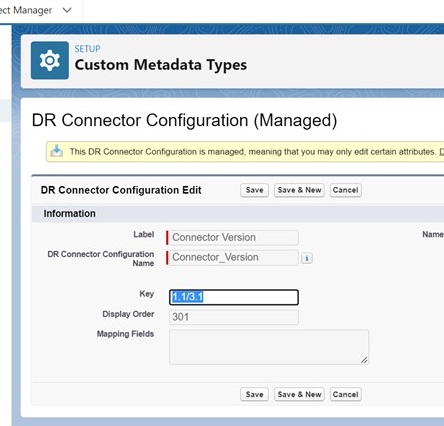 ect Manager
SETUP
Custom Metadata Types
DR Connector Configuration (Managed)
This DR Connector Configuration is managed, meaning that you may only edit certain attributes.
DR Connector Configuration Edit
Save
Save & New
Cancel
Information
Label
Connector Version
Name
DR Connector Configuration
Name
Connector_Version
i
Key
1.1/3.1
Display Order
301
Mapping Fields
Save
Save & New
Cancel